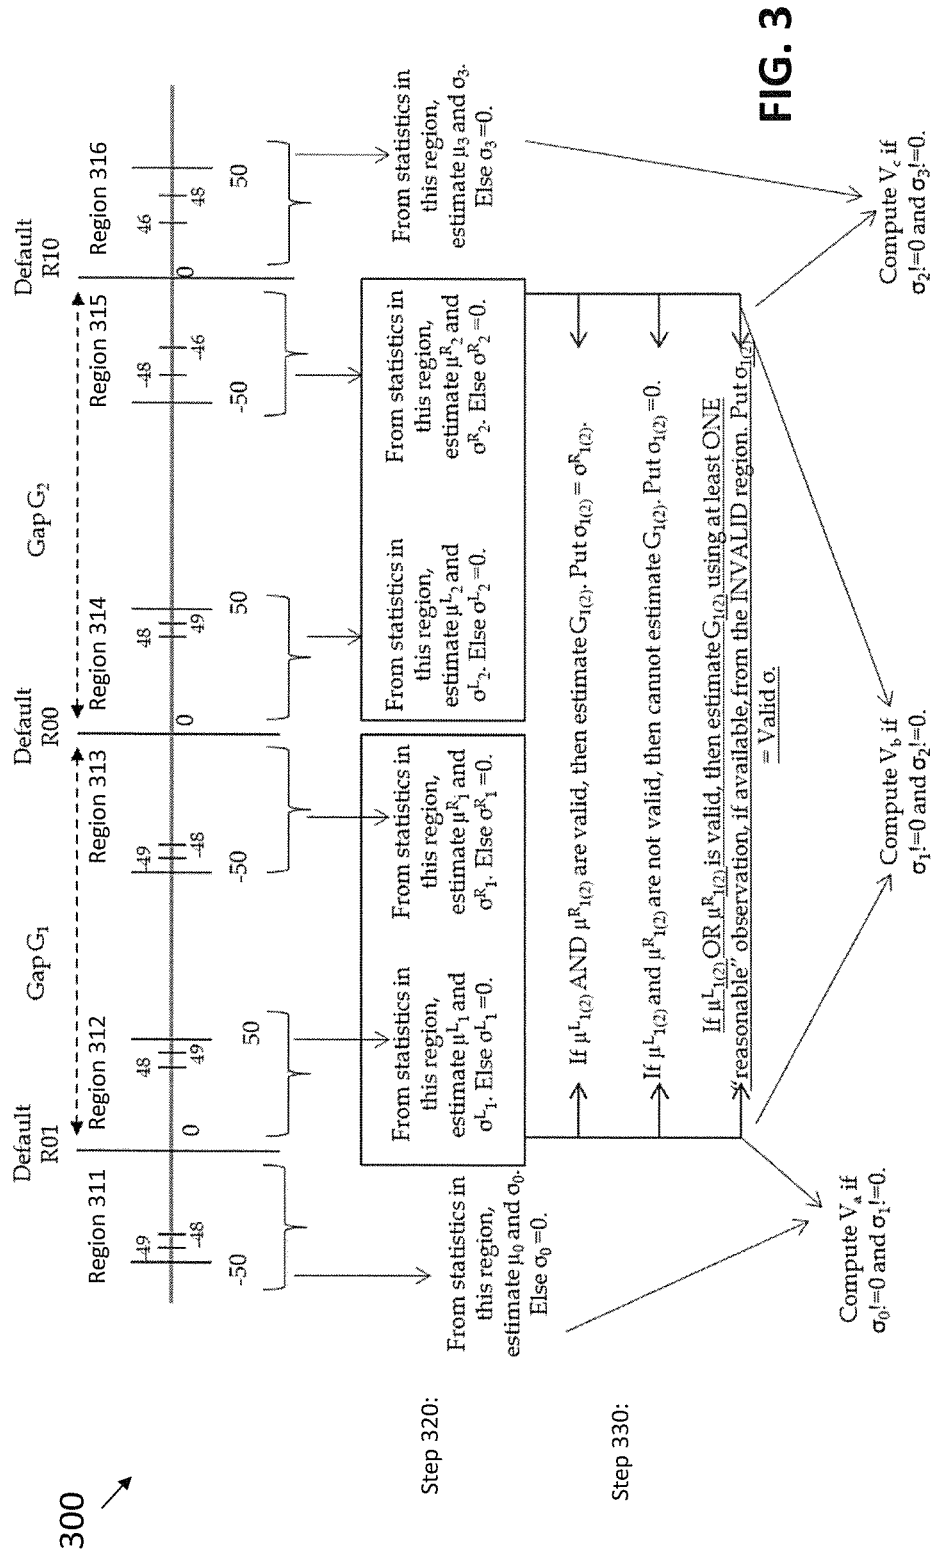 300
Default
R01
Default
R00
Default
R10
Gap G1
Gap G2
Region 311
Region 312
Region 313
Region 314
Region 315
Region 316
-49
-48
-50
0
48
49
50
-49
-48
-50
0
48
49
50
-48
-46
-50
0
46
48
50
Step 320:
From statistics in
this region,
estimate μ0 and σ0.
Else σ0=0.
From statistics in
this region,
estimate μL1 and
σL1. Else σL1=0.
From statistics in
this region,
estimate μR1 and
σR1. Else σR1=0.
From statistics in
this region,
estimate μL2 and
σL2. Else σL2=0.
From statistics in
this region,
estimate μR2 and
σR2. Else σR2=0.
From statistics in
this region,
estimate μ3 and σ3.
Else σ3=0.
Step 330:
If μL1(2) AND μR1(2) are valid, then estimate G1(2). Put σ1(2) = σR1(2).
If μL1(2) and μR1(2) are not valid, then cannot estimate G1(2). Put σ1(2)=0.
If μL1(2) OR μR1(2) is valid, then estimate G1(2) using at least ONE
"reasonable" observation, if available, from the INVALID region. Put σ1(2)
= Valid σ.
Compute Va if
σ0!=0 and σ1!=0.
Compute Vb if
σ1!=0 and σ2!=0.
Compute Vc if
σ2!=0 and σ3!=0.
FIG. 3